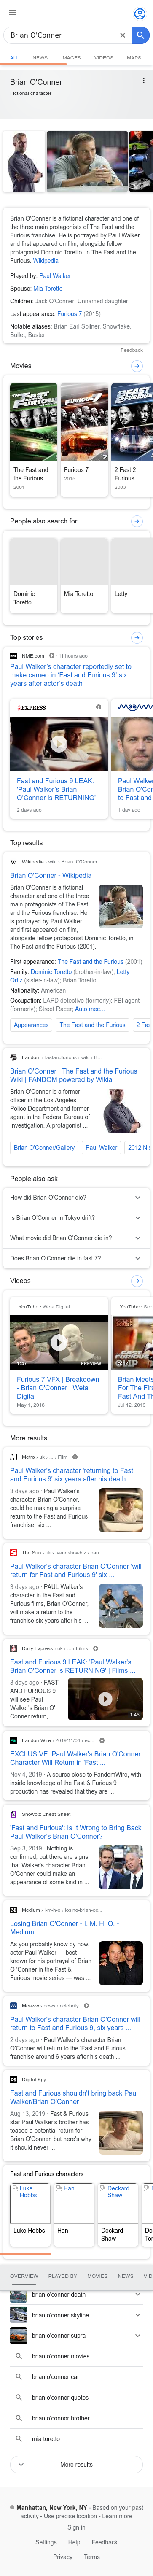 Brian O'Conner
ALL NEWS IMAGES VIDEOS MAPS
Brian O'Conner
Fictional character
Brian O'Conner is a fictional character and one of the three main protagonists of The Fast and the Furious franchise. He is portrayed by Paul Walker and first appeared on film, alongside fellow protagonist Dominic Toretto, in The Fast and the Furious. Wikipedia
Played by: Paul Walker
Spouse: Mia Toretto
Children: Jack O'Conner; Unnamed daughter
Last appearance: Furious 7 (2015)
Notable aliases: Brian Earl Spilner, Snowflake, Bullet, Buster
Feedback
Movies
The Fast and the Furious
2001
Furious 7
2015
2 Fast 2 Furious
2003
People also search for
Dominic Toretto
Mia Toretto
Letty
Top stories
NME.com · 11 hours ago
Paul Walker's character reportedly set to make cameo in 'Fast and Furious 9' six years after actor's death
EXPRESS
Fast and Furious 9 LEAK: 'Paul Walker's Brian O'Conner is RETURNING'
2 days ago
1 day ago
Top results
Wikipedia › wiki › Brian_O'Conner
Brian O'Conner - Wikipedia
Brian O'Conner is a fictional character and one of the three main protagonists of The Fast and the Furious franchise. He is portrayed by Paul Walker and first appeared on film, alongside fellow protagonist Dominic Toretto, in The Fast and the Furious (2001).
First appearance: The Fast and the Furious (2001)
Family: Dominic Toretto (brother-in-law); Letty Ortiz (sister-in-law); Brian Toretto ...
Nationality: American
Occupation: LAPD detective (formerly); FBI agent (formerly); Street Racer; Auto mec...
Appearances The Fast and the Furious
Fandom › fastandfurious › wiki › B...
Brian O'Conner | The Fast and the Furious Wiki | FANDOM powered by Wikia
Brian O'Conner is a former officer in the Los Angeles Police Department and former agent in the Federal Bureau of Investigation. A protagonist of ...
Brian O'Conner/Gallery Paul Walker
People also ask
How did Brian O'Conner die?
Is Brian O'Conner in Tokyo drift?
What movie did Brian O'Conner die in?
Does Brian O'Conner die in fast 7?
Videos
YouTube · Weta Digital
1:37 PREVIEW
Furious 7 VFX | Breakdown - Brian O'Conner | Weta Digital
May 1, 2018
YouTube
Jul 12, 2019
More results
Metro › uk › ... › Film
Paul Walker's character 'returning to Fast and Furious 9' six years after his death ...
3 days ago · Paul Walker's character, Brian O'Conner, could be making a surprise return to the Fast and Furious franchise, six ...
The Sun › uk › tvandshowbiz › pau...
Paul Walker's character Brian O'Conner 'will return for Fast and Furious 9' six ...
3 days ago · PAUL Walker's character in the Fast and Furious films, Brian O'Conner, will make a return to the franchise six years after his ...
Daily Express › uk › ... › Films
Fast and Furious 9 LEAK: 'Paul Walker's Brian O'Conner is RETURNING' | Films ...
3 days ago · FAST AND FURIOUS 9 will see Paul Walker's Brian O' Conner return,...
1:46
FandomWire › 2019/11/04 › ex...
EXCLUSIVE: Paul Walker's Brian O'Conner Character Will Return in 'Fast ...
Nov 4, 2019 · A source close to FandomWire, with inside knowledge of the Fast & Furious 9 production has revealed that they are ...
Showbiz Cheat Sheet
'Fast and Furious': Is It Wrong to Bring Back Paul Walker's Brian O'Conner?
Sep 3, 2019 · Nothing is confirmed, but there are signs that Walker's character Brian O'Conner could make an appearance of some kind in ...
Medium › i-m-h-o › losing-brian-oc...
Losing Brian O'Conner - I. M. H. O. - Medium
As you probably know by now, actor Paul Walker — best known for his portrayal of Brian O 'Conner in the Fast & Furious movie series — was ...
Meaww › news › celebrity
Paul Walker's character Brian O'Conner will return to Fast and Furious 9, six years ...
2 days ago · Paul Walker's character Brian O'Conner will return to the 'Fast and Furious' franchise almost 6 years after his death ...
Digital Spy
Fast and Furious shouldn't bring back Paul Walker/Brian O'Conner
Aug 13, 2019 · Fast & Furious star Paul Walker's brother has teased a potential return for Brian O'Conner, but here's why it should never ...
Fast and Furious characters
Luke Hobbs
Han
Deckard Shaw
Luke Hobbs
Han
Deckard Shaw
OVERVIEW PLAYED BY MOVIES NEWS
brian o'conner death
brian o'conner skyline
brian o'connor supra
brian o'conner movies
brian o'conner car
brian o'conner quotes
brian o'connor brother
mia toretto
More results
Manhattan, New York, NY - Based on your past activity - Use precise location - Learn more
Sign in
Settings Help Feedback
Privacy Terms